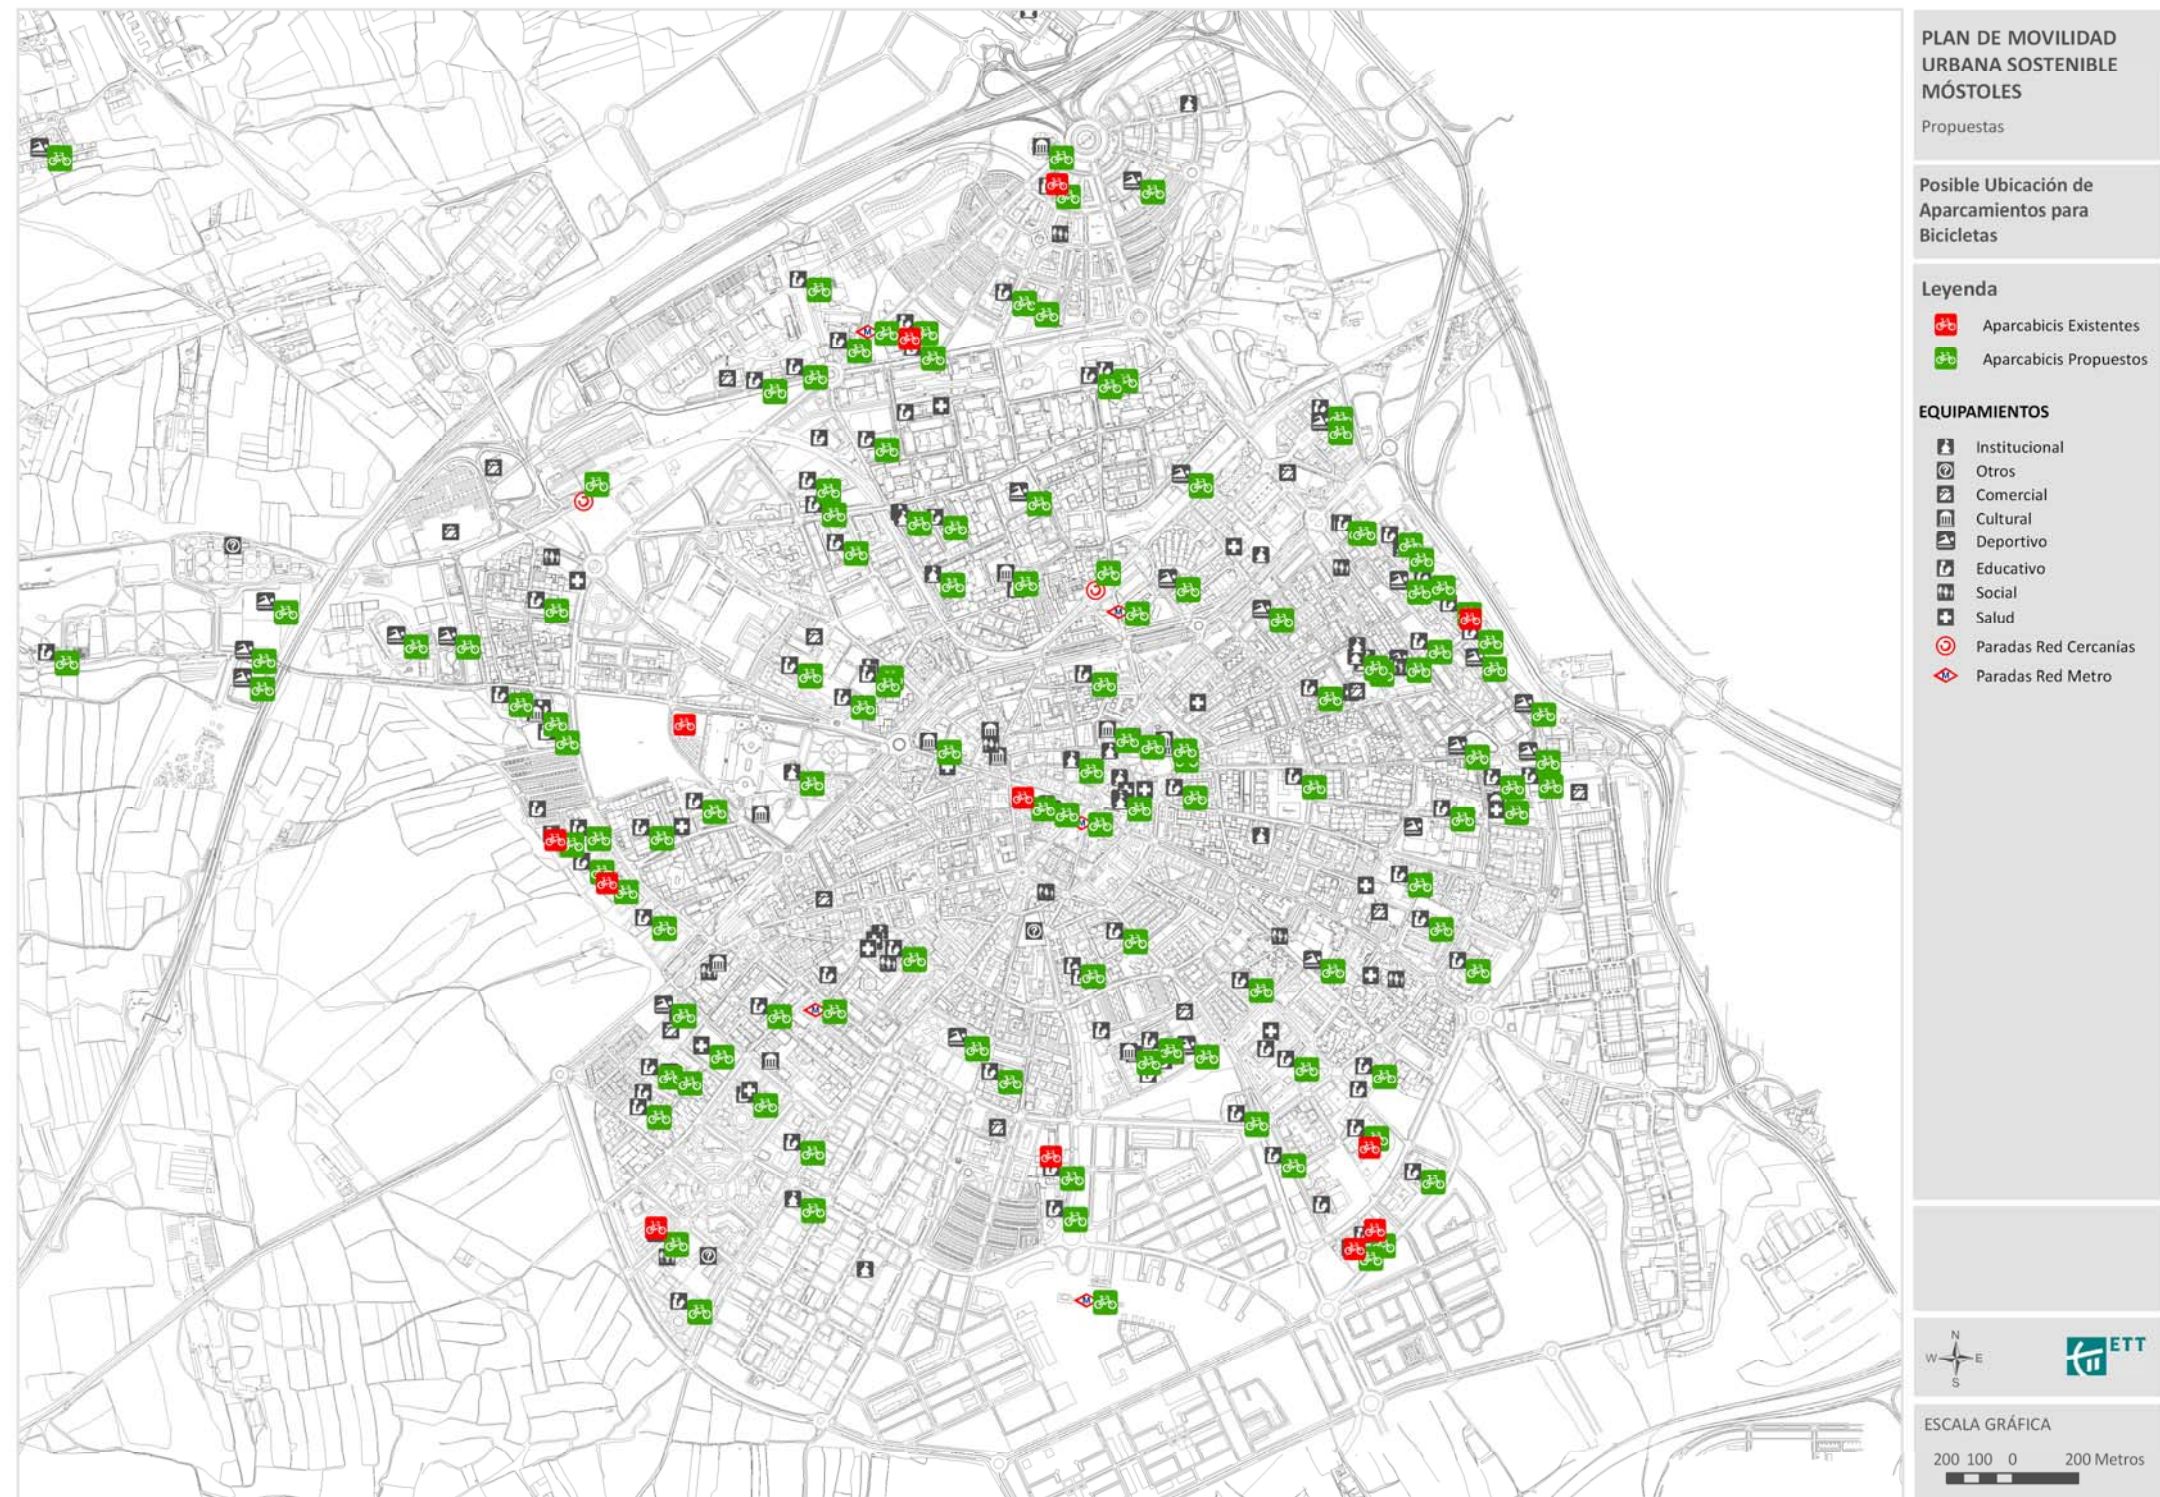 PLAN DE MOVILIDAD
URBANA SOSTENIBLE
MÓSTOLES
Propuestas
Posible Ubicación de
Aparcamientos para
Bicicletas
Leyenda
Aparcabicis Existentes
Aparcabicis Propuestos
EQUIPAMIENTOS
Institucional
Otros
Comercial
Cultural
Deportivo
Educativo
Social
Salud
Paradas Red Cercanías
Paradas Red Metro
N
W E
S
ETT
ESCALA GRÁFICA
200 100 0 200 Metros